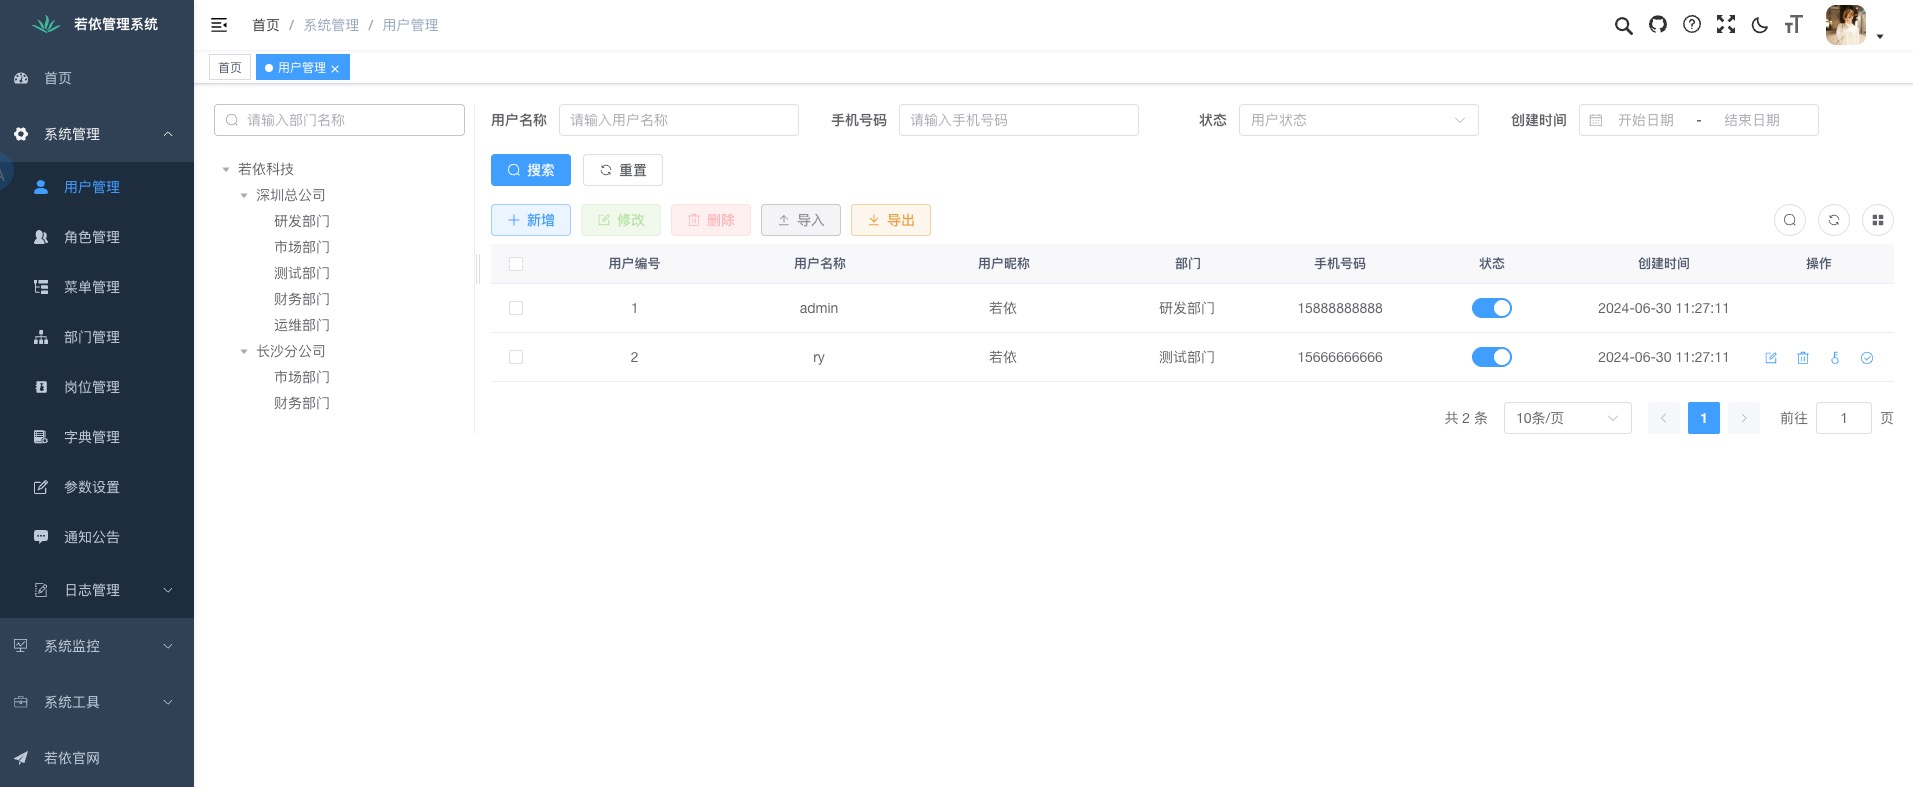 若依管理系统
首页
系统管理
用户管理
角色管理
菜单管理
部门管理
岗位管理
字典管理
参数设置
通知公告
日志管理
系统监控
系统工具
若依官网
首页 / 系统管理 / 用户管理
首页
用户管理
请输入部门名称
若依科技
深圳总公司
研发部门
市场部门
测试部门
财务部门
运维部门
长沙分公司
市场部门
财务部门
用户名称 请输入用户名称 手机号码 请输入手机号码 状态 用户状态 创建时间 开始日期 - 结束日期
搜索 重置
新增 修改 删除 导入 导出
用户编号 用户名称 用户昵称 部门 手机号码 状态 创建时间 操作
1 admin 若依 研发部门 15888888888 2024-06-30 11:27:11
2 ry 若依 测试部门 15666666666 2024-06-30 11:27:11
共 2 条 10条/页 1 前往 1 页